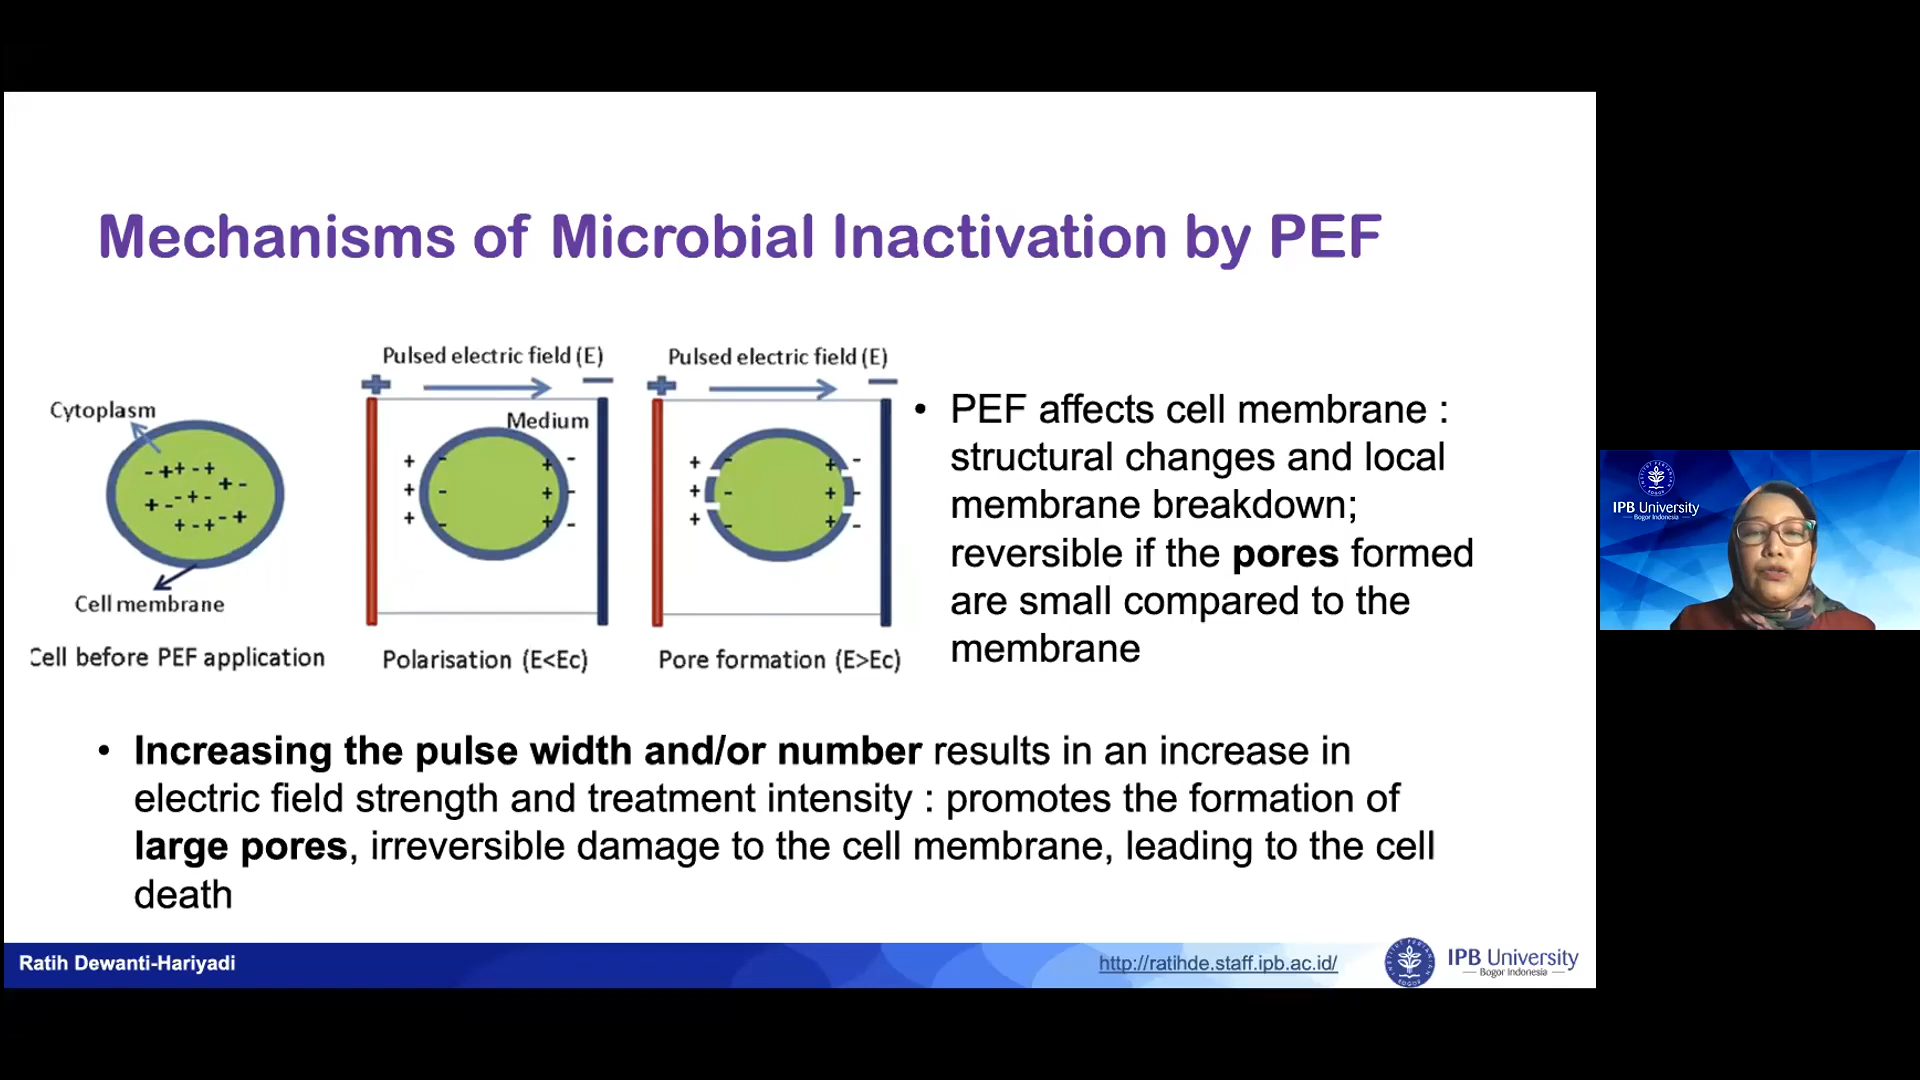 Mechanisms of Microbial Inactivation by PEF
Cytoplasm
Cell membrane
Cell before PEF application
Pulsed electric field (E)
Medium
Polarisation (E<Ec)
Pulsed electric field (E)
Pore formation (E>Ec)
• PEF affects cell membrane :
structural changes and local
membrane breakdown;
reversible if the pores formed
are small compared to the
membrane
• Increasing the pulse width and/or number results in an increase in
electric field strength and treatment intensity : promotes the formation of
large pores, irreversible damage to the cell membrane, leading to the cell
death
Ratih Dewanti-Hariyadi
http://ratihde.staff.ipb.ac.id/
IPB University
Bogor Indonesia
IPB University
Bogor Indonesia